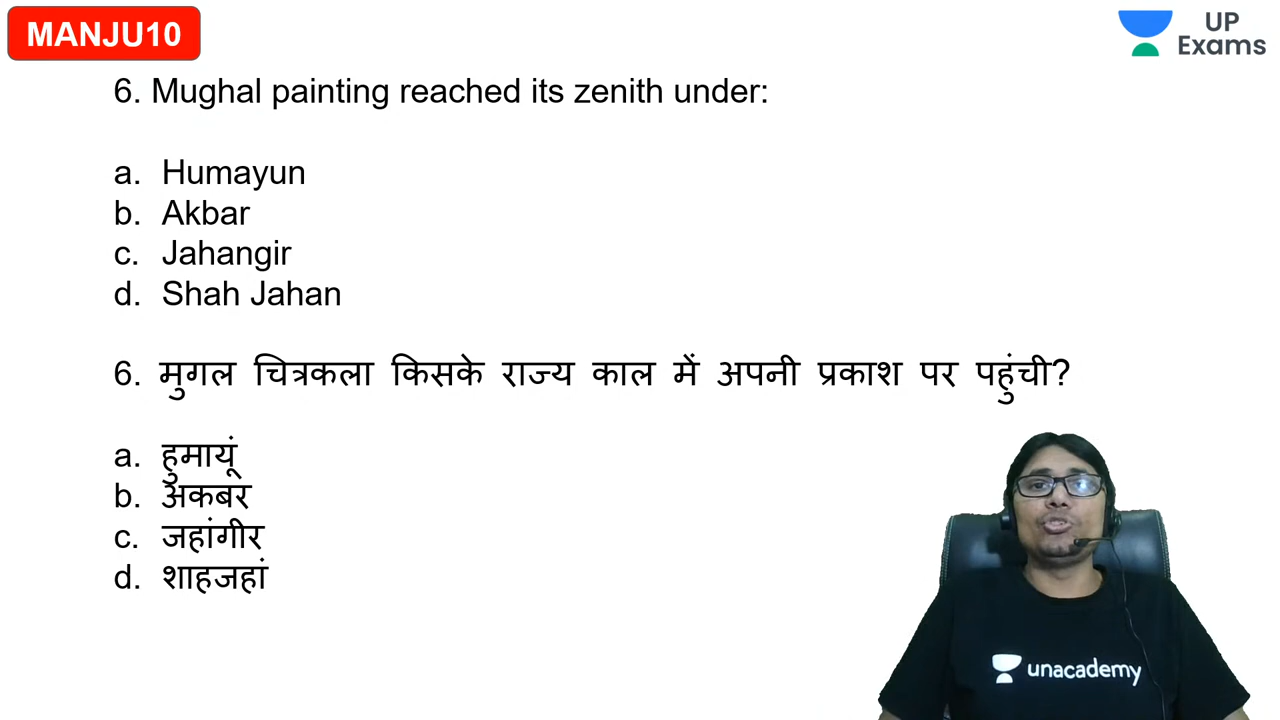 MANJU10
UP
Exams
6. Mughal painting reached its zenith under:
a. Humayun
b. Akbar
c. Jahangir
d. Shah Jahan
6. मुगल चित्रकला किसके राज्य काल में अपनी प्रकाश पर पहुंची?
a. हुमायूं
b. अकबर
c. जहांगीर
d. शाहजहां
unacademy